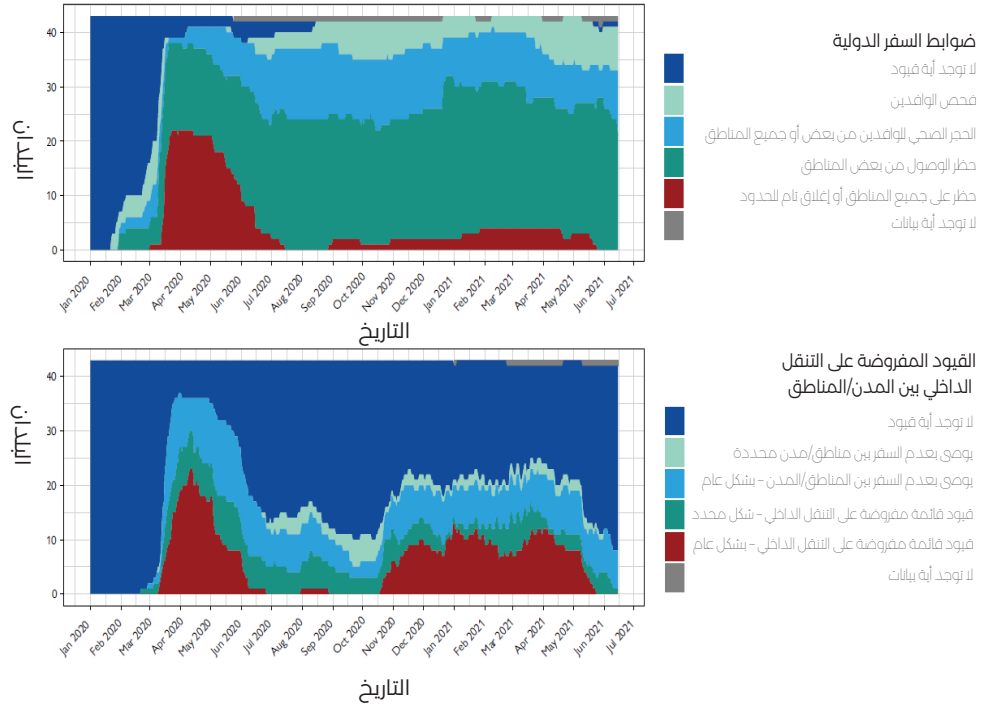 ضوابط السفر الدولية
لا توجد أية قيود
فحص الوافدين
الحجر الصحي للوافدين من بعض أو جميع المناطق
حظر الوصول من بعض المناطق
حظر على جميع المناطق أو إغلاق تام للحدود
لا توجد أية بيانات
البلدان
40
30
20
10
0
Jan 2020
Feb 2020
Mar 2020
Apr 2020
May 2020
Jun 2020
Jul 2020
Aug 2020
Sep 2020
Oct 2020
Nov 2020
Dec 2020
Jan 2021
Feb 2021
Mar 2021
Apr 2021
May 2021
Jun 2021
Jul 2021
التاريخ
القيود المفروضة على التنقل
الداخلي بين المدن/المناطق
لا توجد أية قيود
يوصى بعدم السفر بين مناطق/مدن محددة
يوصى بعدم السفر بين المناطق/المدن - بشكل عام
قيود قائمة مفروضة على التنقل الداخلي - شكل محدد
قيود قائمة مفروضة على التنقل الداخلي - بشكل عام
لا توجد أية بيانات
البلدان
40
30
20
10
0
Jan 2020
Feb 2020
Mar 2020
Apr 2020
May 2020
Jun 2020
Jul 2020
Aug 2020
Sep 2020
Oct 2020
Nov 2020
Dec 2020
Jan 2021
Feb 2021
Mar 2021
Apr 2021
May 2021
Jun 2021
Jul 2021
التاريخ